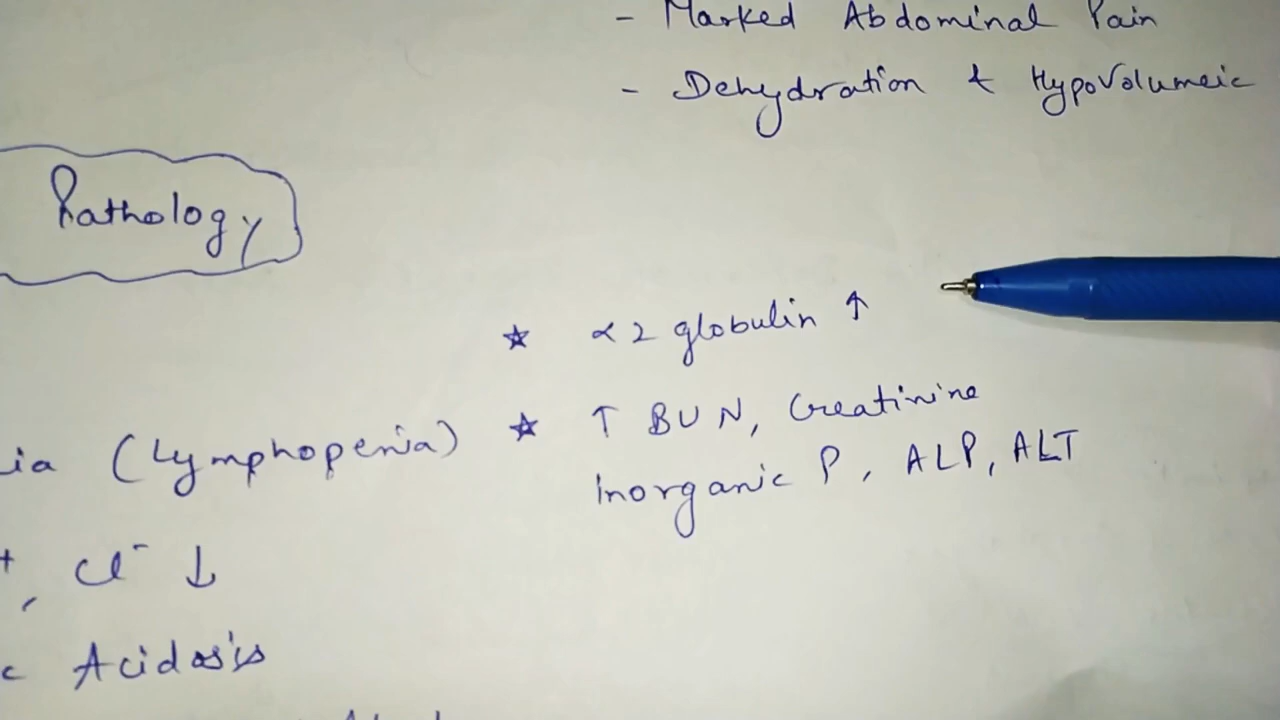 - Marked Abdominal Pain
- Dehydration & Hypovolumeic
Pathology
☆ α2 globulin ↑
ia (Lymphopenia)
☆ ↑ BUN, Creatinine
Inorganic P, ALP, ALT
+, Cl⁻ ↓
c Acidosis